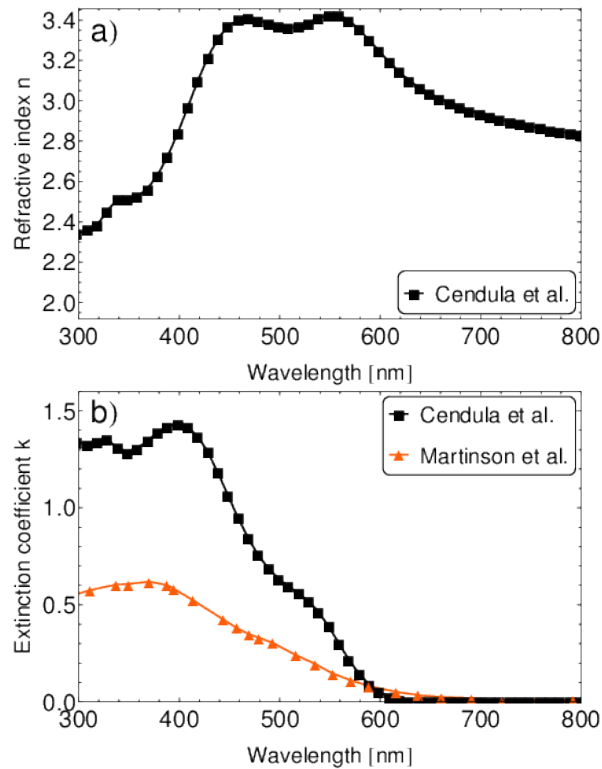 a)
3.4
3.2
3.0
2.8
2.6
2.4
2.2
2.0
Refractive index n
Cendula et al.
300 400 500 600 700 800
Wavelength [nm]
b)
1.5
1.0
0.5
0.0
Extinction coefficient k
Cendula et al.
Martinson et al.
300 400 500 600 700 800
Wavelength [nm]